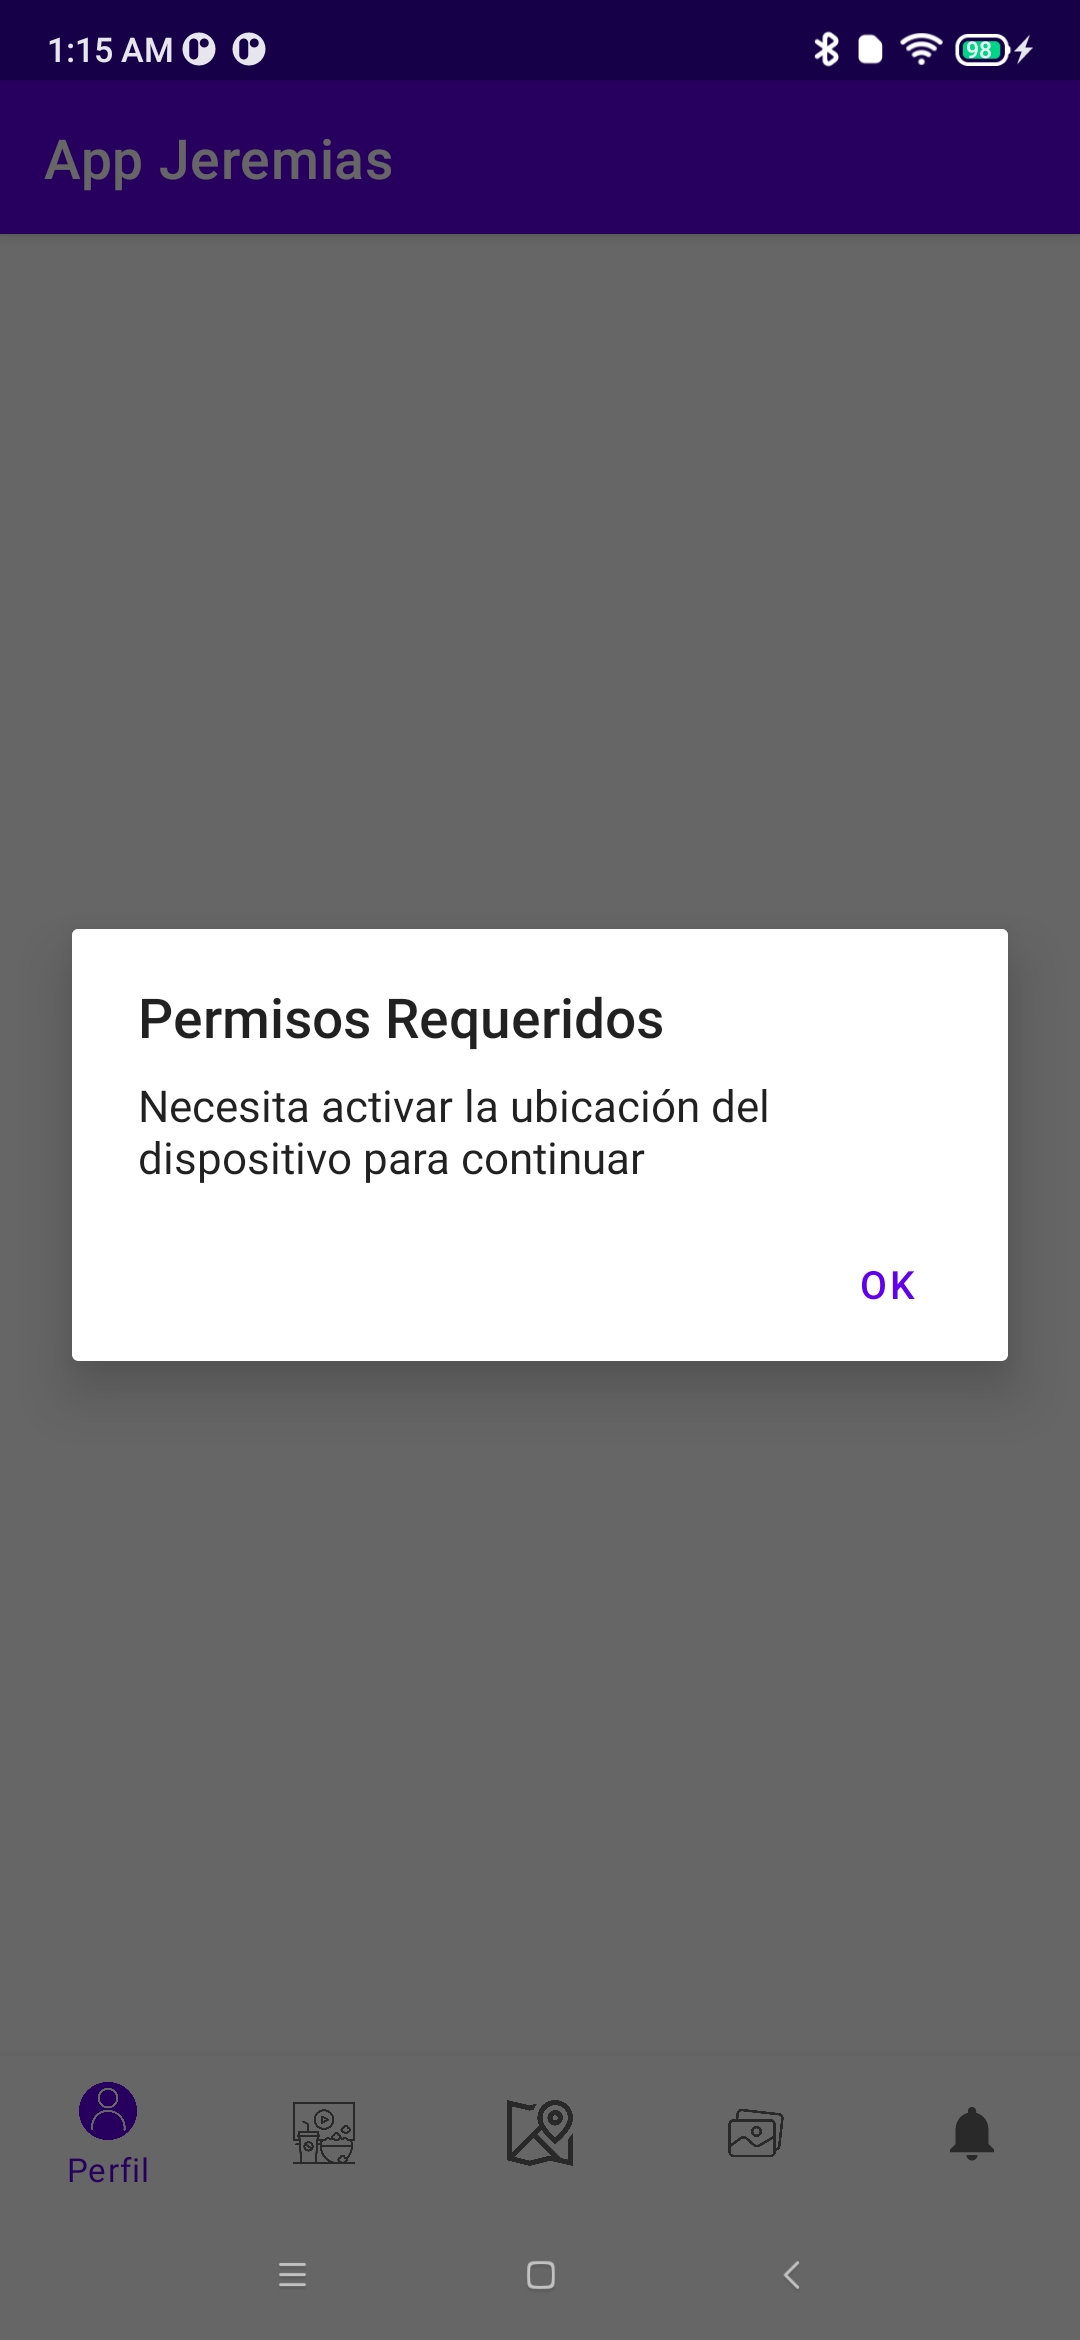 1:15 AM
98
App Jeremias
Permisos Requeridos
Necesita activar la ubicación del
dispositivo para continuar
OK
Perfil